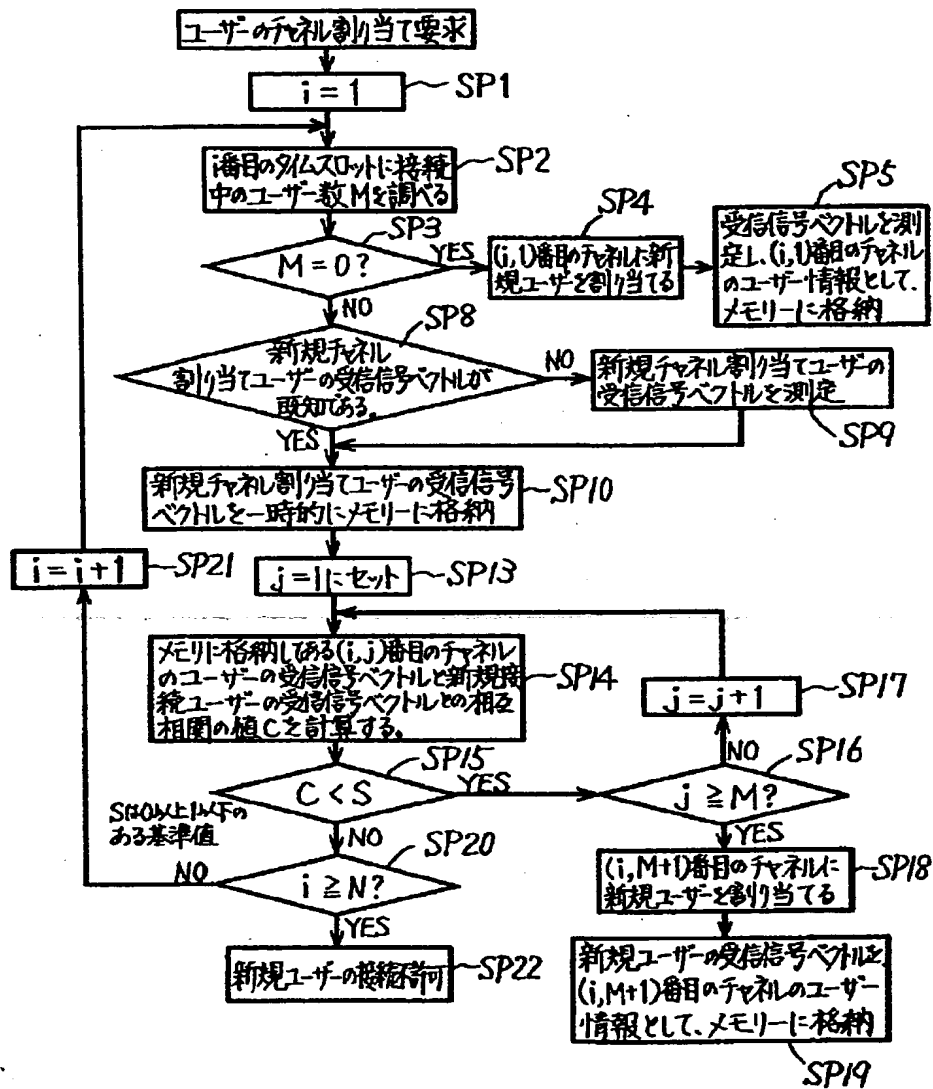 ユーザーのチャネル割り当て要求
i=1
SP1
i番目のタイムスロットに接続
中のユーザー数Mを調べる
SP2
SP3
M=0?
YES
NO
SP4
(i,1)番目のチャネルに新
規ユーザーを割り当てる
SP5
受信信号ベクトルを測
定し、(i,1)番目のチャネル
のユーザー情報として、
メモリーに格納
SP8
新規チャネル
割り当てユーザーの受信信号ベクトルが
既知である。
NO
YES
新規チャネル割り当てユーザーの
受信信号ベクトルを測定
SP9
新規チャネル割り当てユーザーの受信信号
ベクトルを一時的にメモリーに格納
SP10
i=i+1
SP21
j=1にセット
SP13
メモリに格納してある(i,j)番目のチャネル
のユーザーの受信信号ベクトルと新規接
続ユーザーの受信信号ベクトルとの相互
相関の値Cを計算する。
SP14
j=j+1
SP17
SP15
C<S
YES
NO
NO
SP16
j≧M?
YES
Sは0以上1以下の
ある基準値
SP20
i≧N?
NO
YES
(i,M+1)番目のチャネルに
新規ユーザーを割り当てる
SP18
新規ユーザーの接続不許可
SP22
新規ユーザーの受信信号ベクトルを、
(i,M+1)番目のチャネルのユーザー
情報として、メモリーに格納
SP19